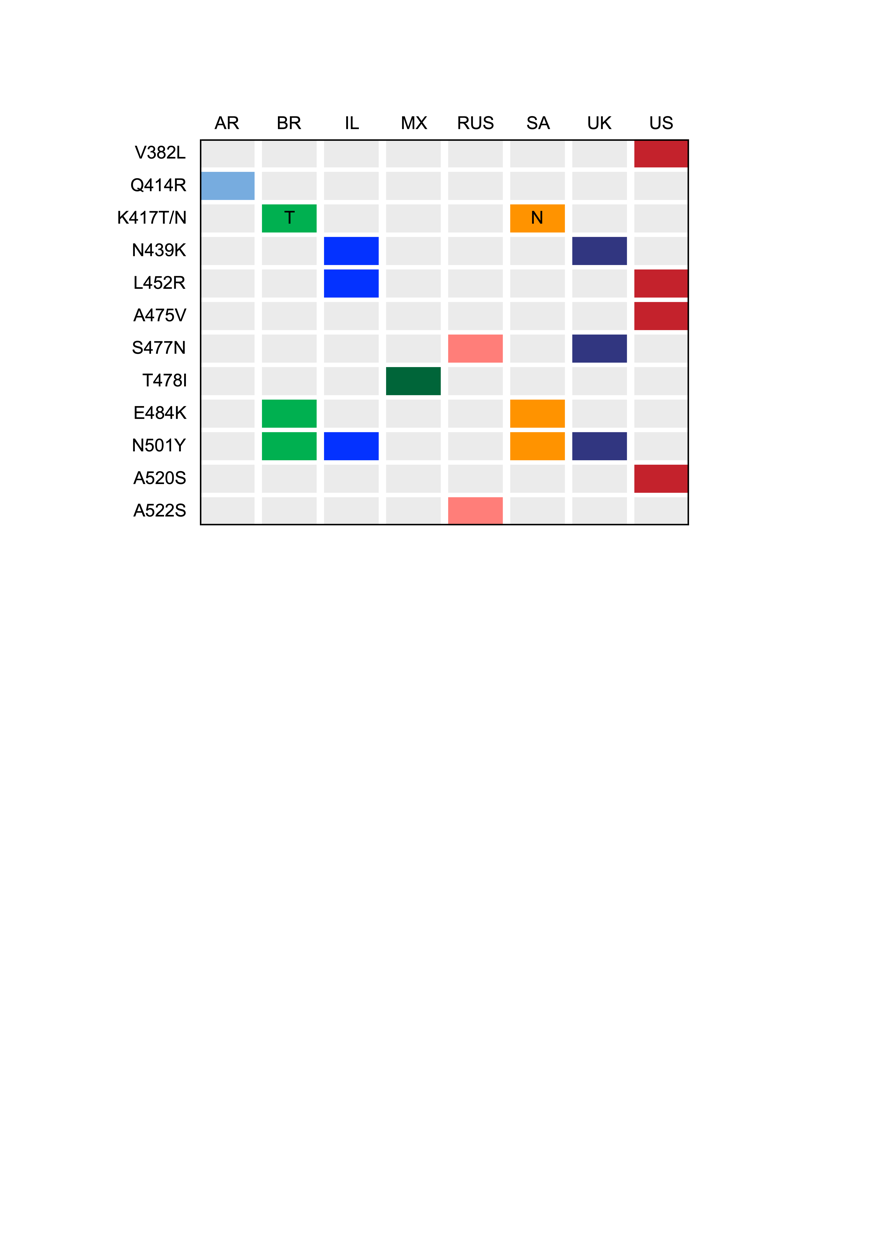 AR BR IL MX RUS SA UK US
V382L
Q414R
K417T/N T N
N439K
L452R
A475V
S477N
T478I
E484K
N501Y
A520S
A522S